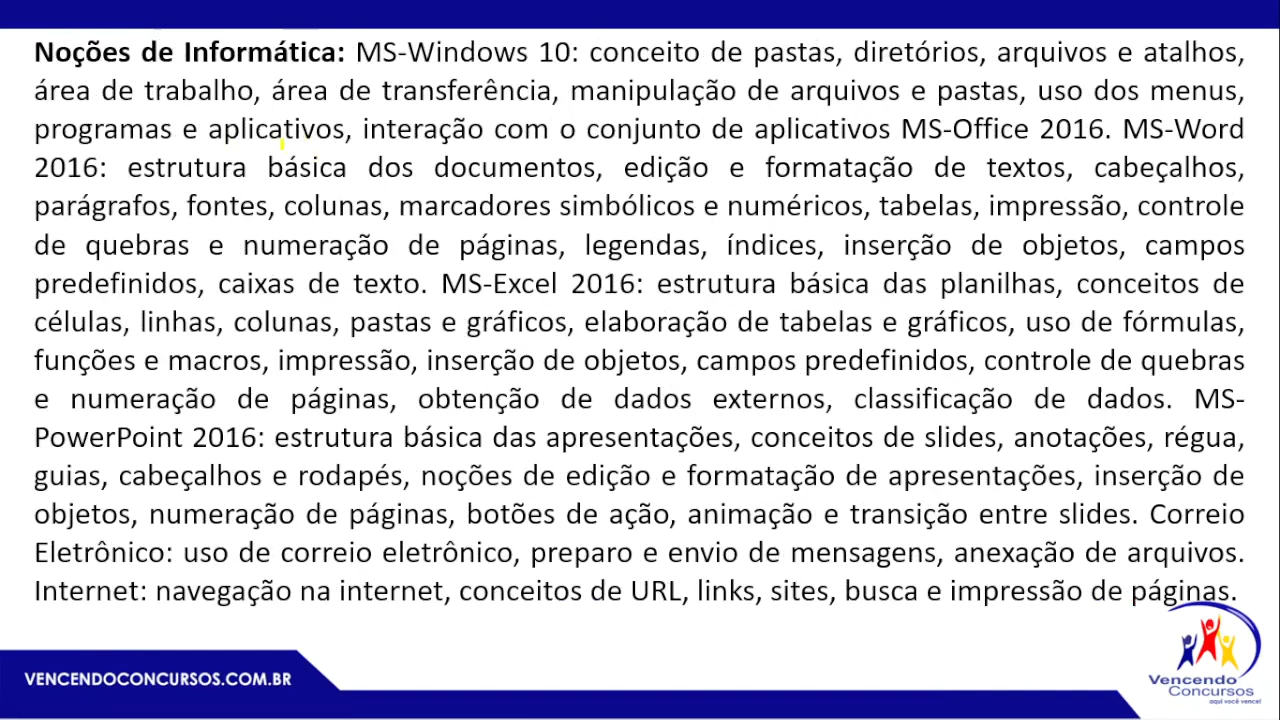 Noções de Informática: MS-Windows 10: conceito de pastas, diretórios, arquivos e atalhos,
área de trabalho, área de transferência, manipulação de arquivos e pastas, uso dos menus,
programas e aplicativos, interação com o conjunto de aplicativos MS-Office 2016. MS-Word
2016: estrutura básica dos documentos, edição e formatação de textos, cabeçalhos,
parágrafos, fontes, colunas, marcadores simbólicos e numéricos, tabelas, impressão, controle
de quebras e numeração de páginas, legendas, índices, inserção de objetos, campos
predefinidos, caixas de texto. MS-Excel 2016: estrutura básica das planilhas, conceitos de
células, linhas, colunas, pastas e gráficos, elaboração de tabelas e gráficos, uso de fórmulas,
funções e macros, impressão, inserção de objetos, campos predefinidos, controle de quebras
e numeração de páginas, obtenção de dados externos, classificação de dados. MS-
PowerPoint 2016: estrutura básica das apresentações, conceitos de slides, anotações, régua,
guias, cabeçalhos e rodapés, noções de edição e formatação de apresentações, inserção de
objetos, numeração de páginas, botões de ação, animação e transição entre slides. Correio
Eletrônico: uso de correio eletrônico, preparo e envio de mensagens, anexação de arquivos.
Internet: navegação na internet, conceitos de URL, links, sites, busca e impressão de páginas.
VENCENDOCONCURSOS.COM.BR
Vencendo
Concursos
aqui você vence!